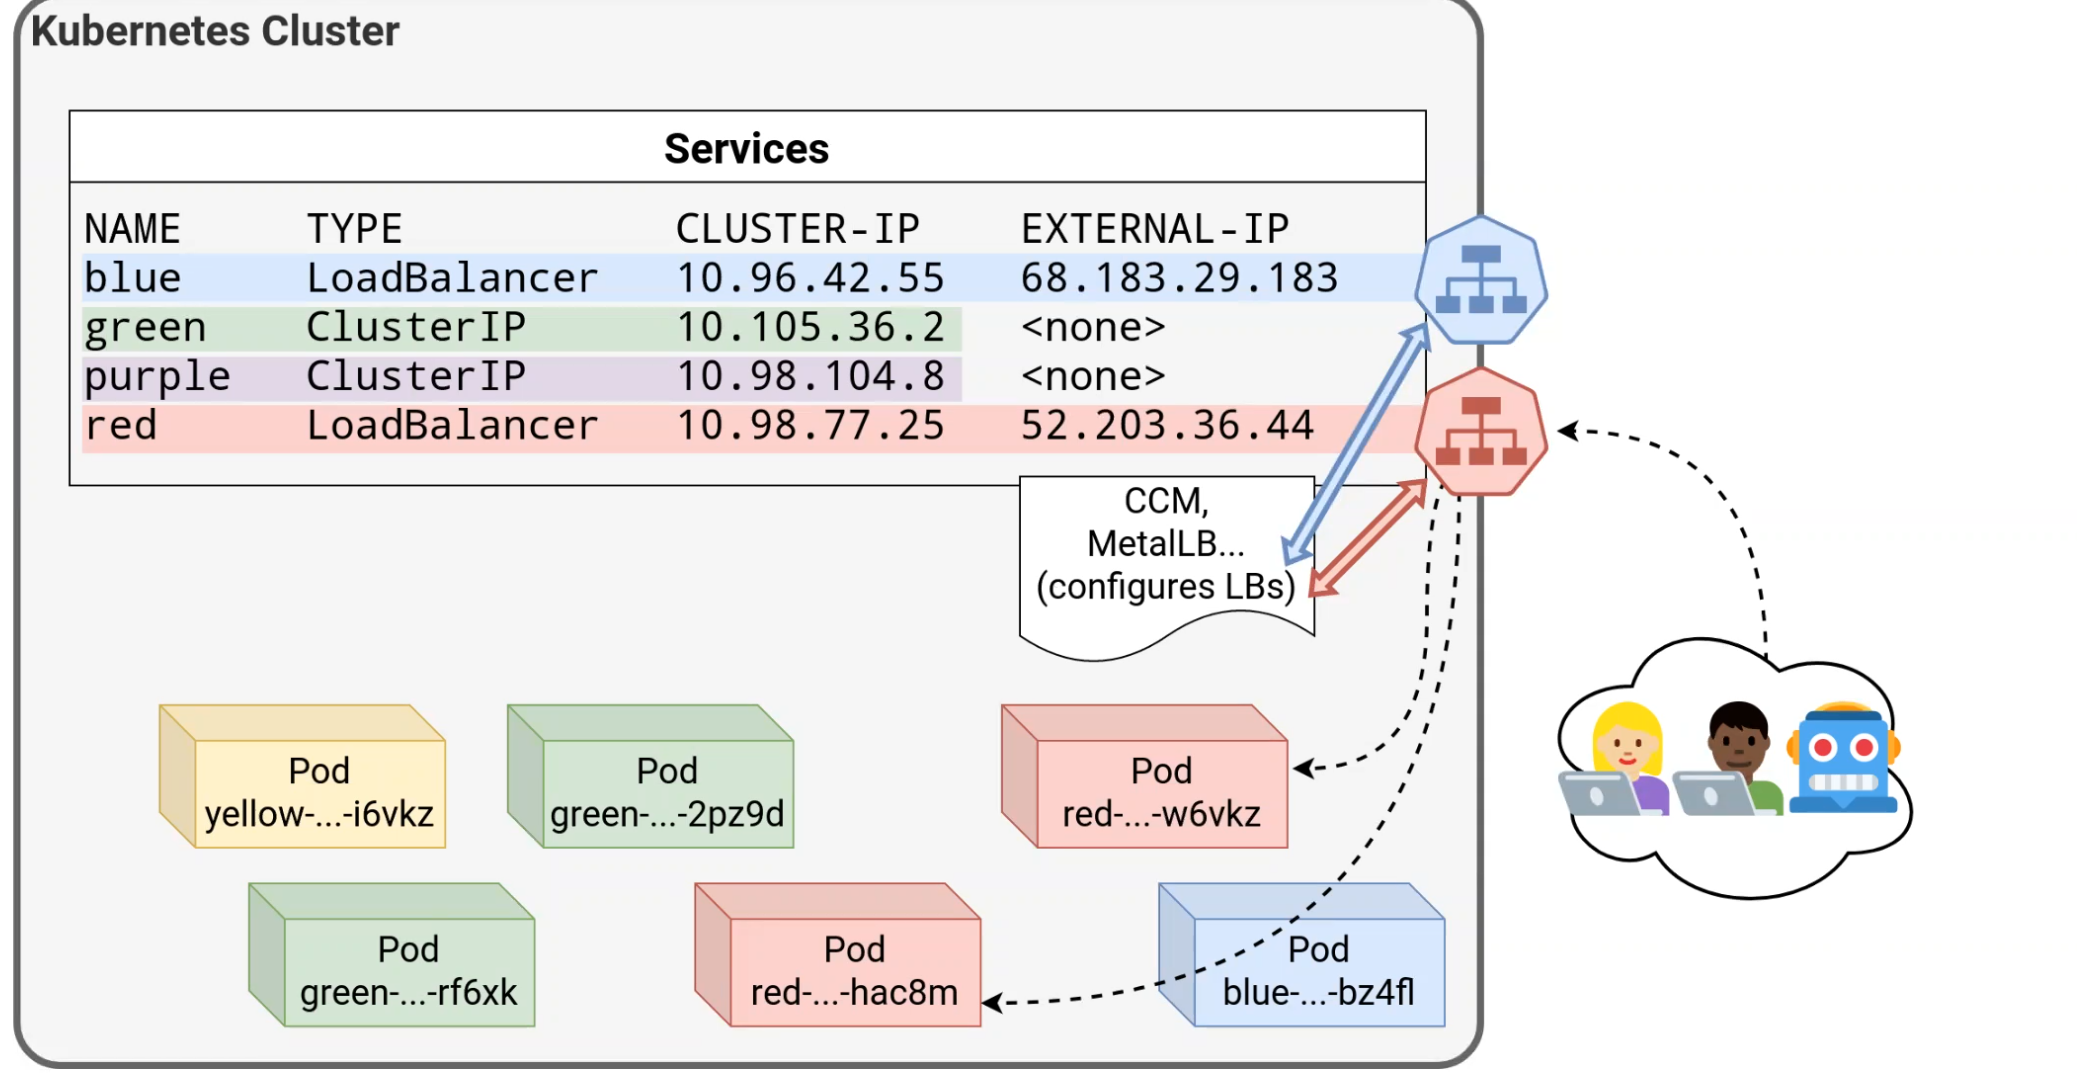 Kubernetes Cluster
Services
NAME TYPE CLUSTER-IP EXTERNAL-IP
blue LoadBalancer 10.96.42.55 68.183.29.183
green ClusterIP 10.105.36.2 <none>
purple ClusterIP 10.98.104.8 <none>
red LoadBalancer 10.98.77.25 52.203.36.44
CCM,
MetalLB...
(configures LBs)
Pod
yellow-...-i6vkz
Pod
green-...-2pz9d
Pod
red-...-w6vkz
Pod
green-...-rf6xk
Pod
red-...-hac8m
Pod
blue-...-bz4fl